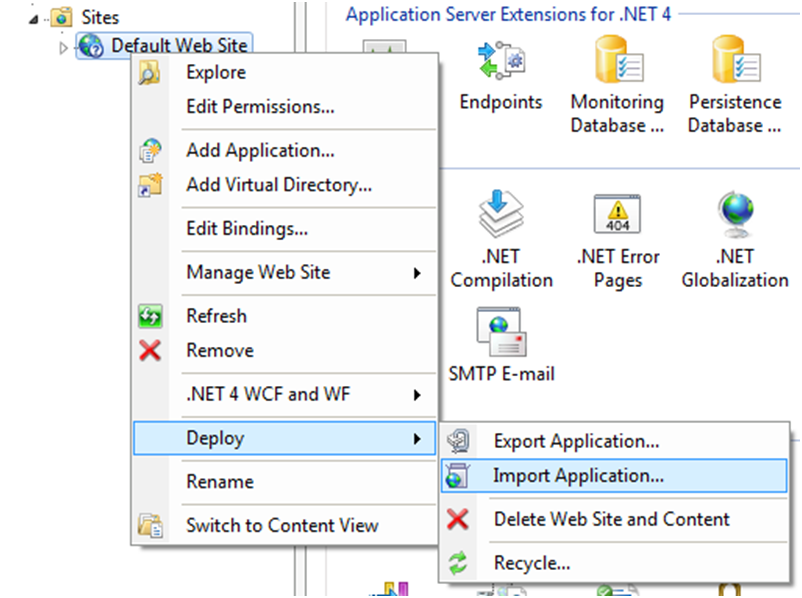 Sites
Default Web Site
Explore
Edit Permissions...
Add Application...
Add Virtual Directory...
Edit Bindings...
Manage Web Site
Refresh
Remove
.NET 4 WCF and WF
Deploy
Rename
Switch to Content View
Export Application...
Import Application...
Delete Web Site and Content
Recycle...
Application Server Extensions for .NET 4
Endpoints
Monitoring
Database ...
Persistence
Database ...
.NET
Compilation
404
.NET Error
Pages
.NET
Globalization
SMTP E-mail